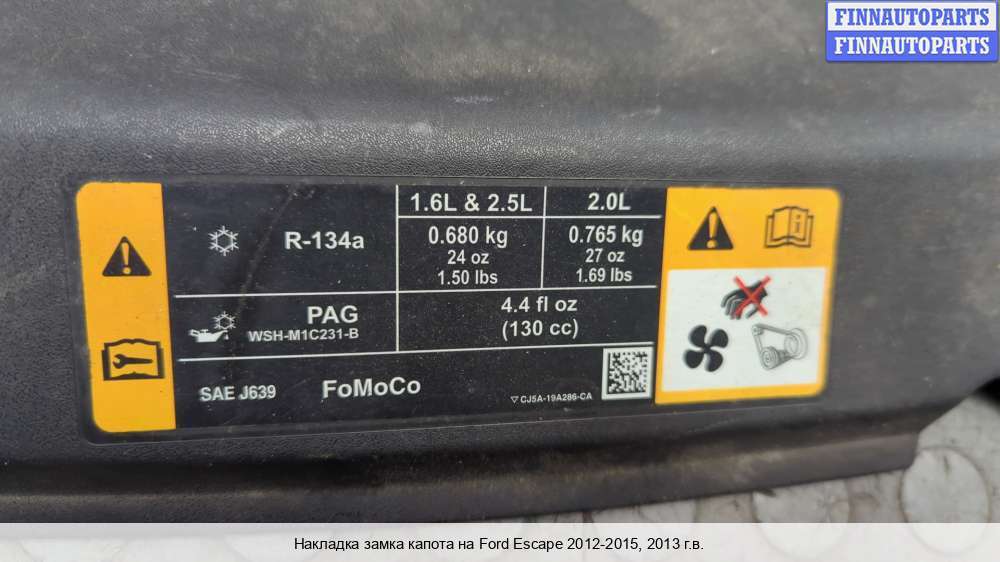 FINNAUTOPARTS
FINNAUTOPARTS
1.6L & 2.5L 2.0L
R-134a
0.680 kg 0.765 kg
24 oz 27 oz
1.50 lbs 1.69 lbs
PAG
WSH-M1C231-B
4.4 fl oz
(130 cc)
SAE J639 FoMoCo
CJ5A-19A286-CA
Накладка замка капота на Ford Escape 2012-2015, 2013 г.в.